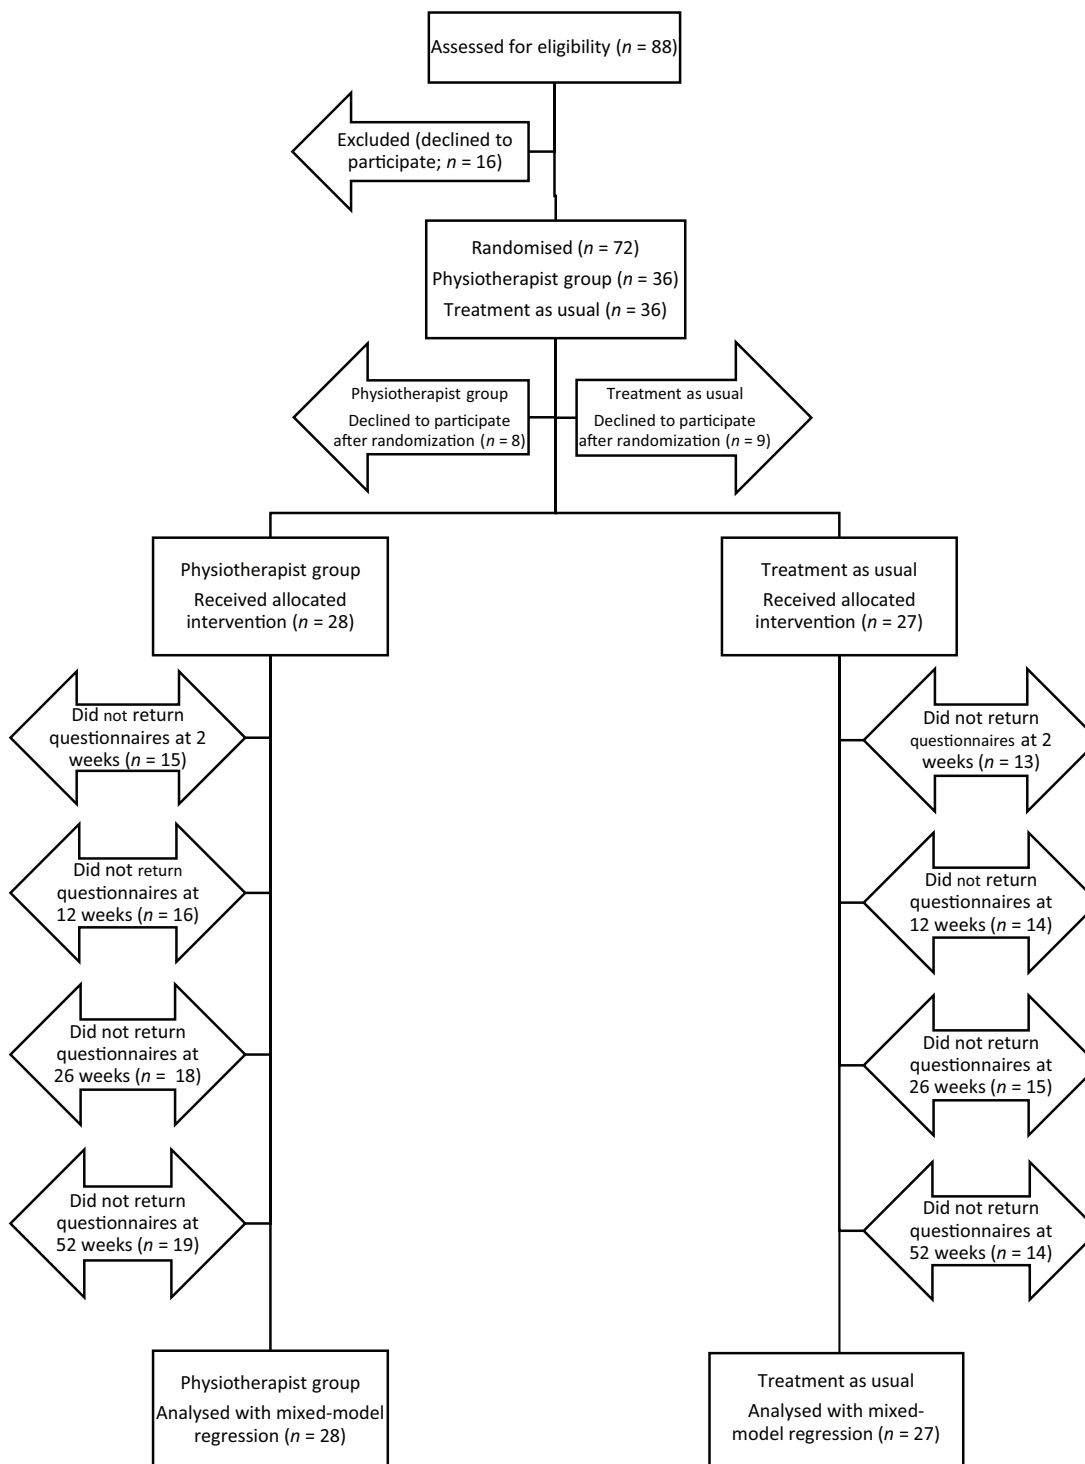 Assessed for eligibility (n = 88)
Excluded (declined to
participate; n = 16)
Randomised (n = 72)
Physiotherapist group (n = 36)
Treatment as usual (n = 36)
Physiotherapist group
Declined to participate
after randomization (n = 8)
Treatment as usual
Declined to participate
after randomization (n = 9)
Physiotherapist group
Received allocated
intervention (n = 28)
Treatment as usual
Received allocated
intervention (n = 27)
Did not return
questionnaires at 2
weeks (n = 15)
Did not return
questionnaires at 2
weeks (n = 13)
Did not return
questionnaires at
12 weeks (n = 16)
Did not return
questionnaires at
12 weeks (n = 14)
Did not return
questionnaires at
26 weeks (n =  18)
Did not return
questionnaires at
26 weeks (n = 15)
Did not return
questionnaires at
52 weeks (n = 19)
Did not return
questionnaires at
52 weeks (n = 14)
Physiotherapist group
Analysed with mixed-model
regression (n = 28)
Treatment as usual
Analysed with mixed-
model regression (n = 27)